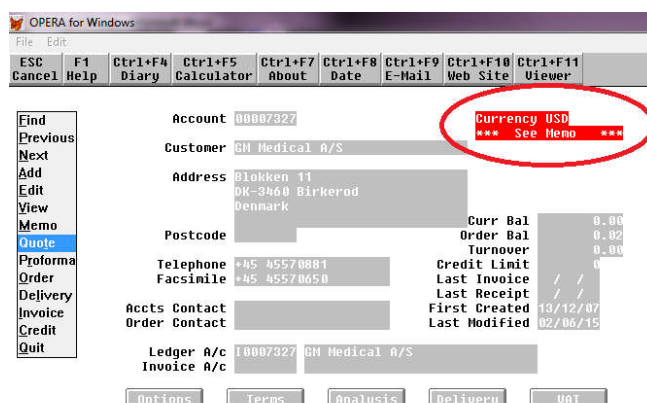 OPERA for Windows
File Edit
ESC F1 Ctrl+F4 Ctrl+F5 Ctrl+F7 Ctrl+F8 Ctrl+F9 Ctrl+F10 Ctrl+F11
Cancel Help Diary Calculator About Date E-Mail Web Site Viewer
Find
Previous
Next
Add
Edit
View
Memo
Quote
Proforma
Order
Delivery
Invoice
Credit
Quit
Account 00007327
Currency USD
*** See Memo ***
Customer GN Medical A/S
Address Blokken 11
DK-3460 Birkerod
Denmark
Postcode
Telephone +45 45570881
Facsimile +45 45570650
Accts Contact
Order Contact
Ledger A/c I0007327 GN Medical A/S
Invoice A/c
Curr Bal 0.00
Order Bal 0.02
Turnover 0.00
Credit Limit 0
Last Invoice / /
Last Receipt / /
First Created 13/12/07
Last Modified 02/06/15
Options Terms Analysis Delivery VAT